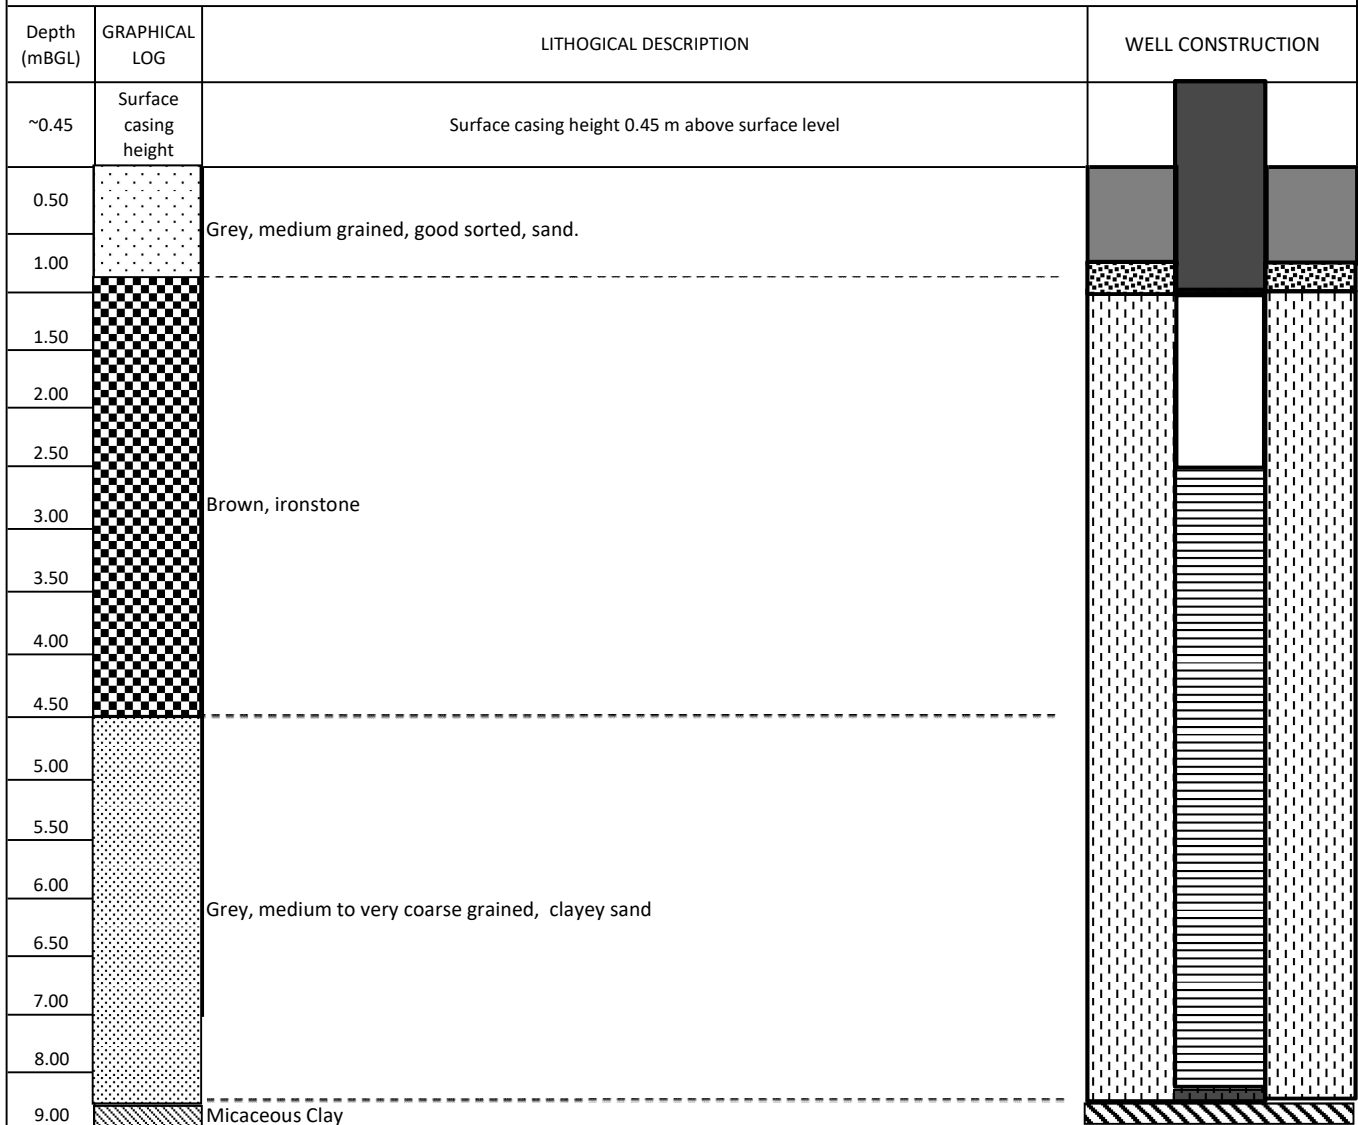 Depth
(mBGL)
GRAPHICAL
LOG
LITHOGICAL DESCRIPTION
WELL CONSTRUCTION
~0.45
Surface
casing
height
Surface casing height 0.45 m above surface level
0.50
Grey, medium grained, good sorted, sand.
1.00
1.50
2.00
2.50
3.00
Brown, ironstone
3.50
4.00
4.50
5.00
5.50
6.00
Grey, medium to very coarse grained, clayey sand
6.50
7.00
8.00
9.00
Micaceous Clay